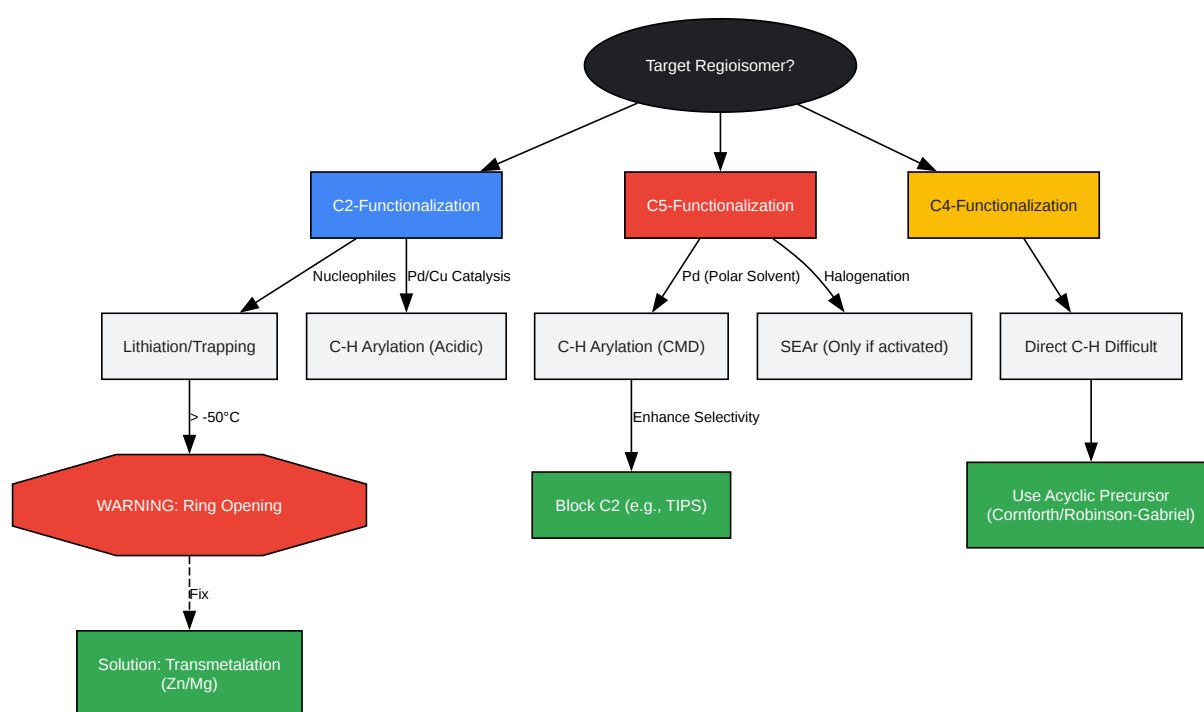 Target Regioisomer?
C2-Functionalization
C5-Functionalization
C4-Functionalization
Nucleophiles
Pd/Cu Catalysis
Pd (Polar Solvent)
Halogenation
Lithiation/Trapping
C-H Arylation (Acidic)
C-H Arylation (CMD)
SEAr (Only if activated)
Direct C-H Difficult
> -50°C
Enhance Selectivity
WARNING: Ring Opening
Block C2 (e.g., TIPS)
Use Acyclic Precursor
(Cornforth/Robinson-Gabriel)
Fix
Solution: Transmetalation
(Zn/Mg)